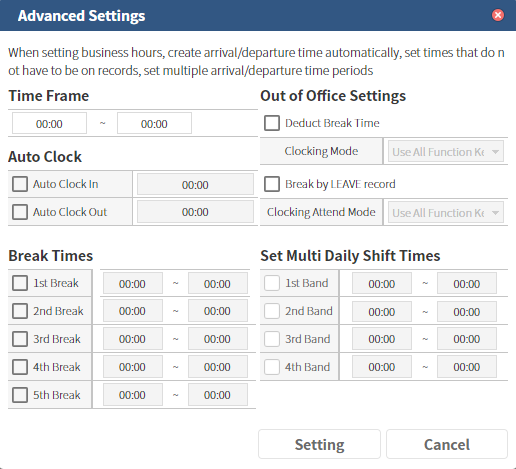 Advanced Settings
When setting business hours, create arrival/departure time automatically, set times that do n
ot have to be on records, set multiple arrival/departure time periods
Time Frame
00:00 ~ 00:00
Auto Clock
Auto Clock In 00:00
Auto Clock Out 00:00
Out of Office Settings
Deduct Break Time
Clocking Mode Use All Function Ke
Break by LEAVE record
Clocking Attend Mode Use All Function Ke
Break Times
1st Break 00:00 ~ 00:00
2nd Break 00:00 ~ 00:00
3rd Break 00:00 ~ 00:00
4th Break 00:00 ~ 00:00
5th Break 00:00 ~ 00:00
Set Multi Daily Shift Times
1st Band 00:00 ~ 00:00
2nd Band 00:00 ~ 00:00
3rd Band 00:00 ~ 00:00
4th Band 00:00 ~ 00:00
Setting Cancel